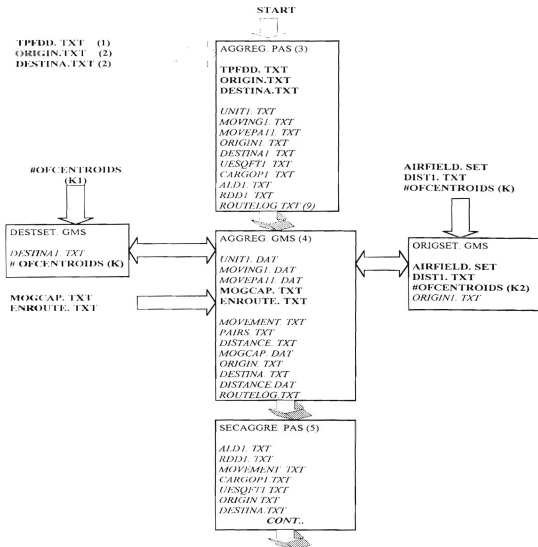 START
TPFDD. TXT (1)
ORIGIN.TXT (2)
DESTINA.TXT (2)
AGGREG. PAS (3)
TPFDD. TXT
ORIGIN.TXT
DESTINA.TXT
UNIT1. TXT
MOVING1. TXT
MOVEPA11. TXT
ORIGIN1. TXT
DESTINA1. TXT
UESQFT1. TXT
CARGOP1. TXT
ALD1. TXT
RDD1. TXT
ROUTELOG.TXT (9)
#OFCENTROIDS
(K1)
AIRFIELD. SET
DIST1. TXT
#OFCENTROIDS (K)
DESTSET. GMS
DESTINA1. TXT
# OFCENTROIDS (K)
AGGREG. GMS (4)
UNIT1. DAT
MOVING1. DAT
MOVEPA11. DAT
MOGCAP. TXT
ENROUTE. TXT
MOVEMENT. TXT
PAIRS. TXT
DISTANCE. TXT
MOGCAP. DAT
ORIGIN. TXT
DESTINA. TXT
DISTANCE.DAT
ROUTELOG.TXT
ORIGSET. GMS
AIRFIELD. SET
DIST1. TXT
#OFCENTROIDS (K2)
ORIGIN1. TXT
MOGCAP. TXT
ENROUTE. TXT
SECAGGRE. PAS (5)
ALD1. TXT
RDD1. TXT
MOVEMENT. TXT
CARGOP1.TXT
UESQFT1.TXT
ORIGIN.TXT
DESTINA.TXT
CONT..